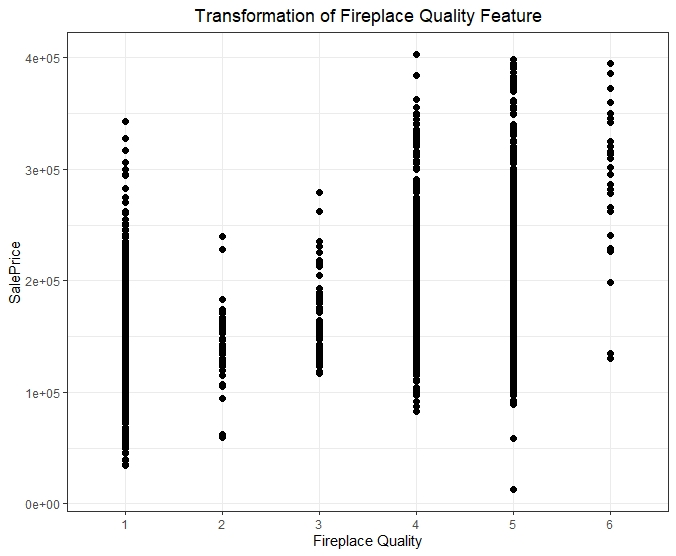 Transformation of Fireplace Quality Feature
4e+05
3e+05
2e+05
1e+05
0e+00
SalePrice
1 2 3 4 5 6
Fireplace Quality